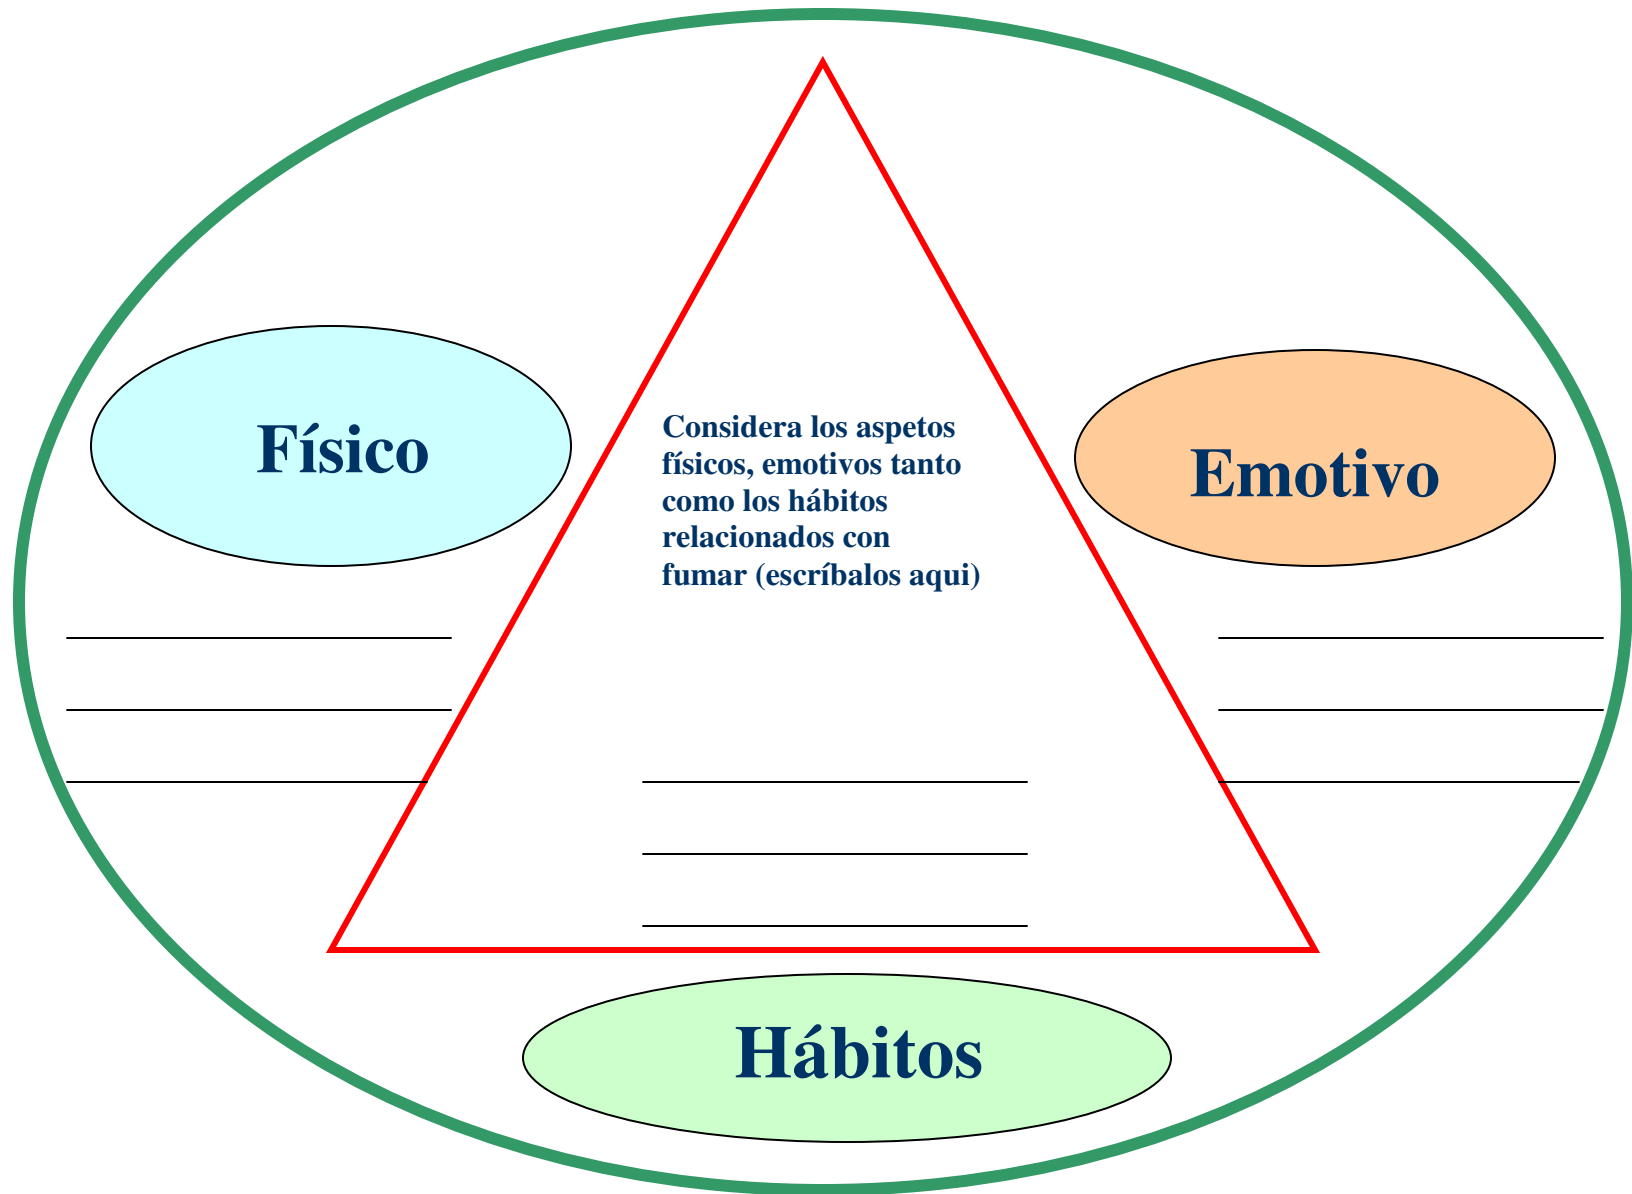 Físico
Considera los aspetos
físicos, emotivos tanto
como los hábitos
relacionados con
fumar (escríbalos aqui)
Emotivo
Hábitos